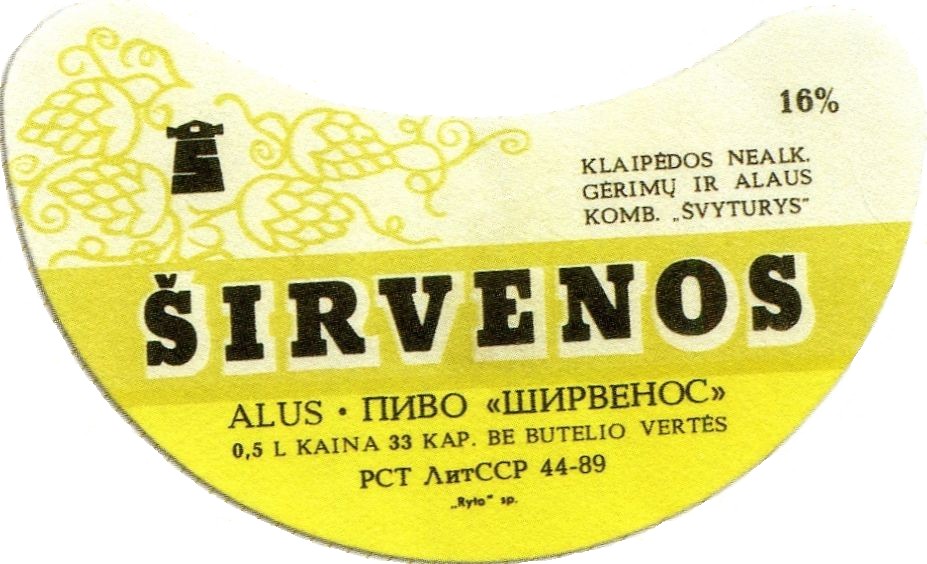 16%
KLAIPĖDOS NEALK.
GĖRIMŲ IR ALAUS
KOMB. „ŠVYTURYS"
S
ŠIRVENOS
ALUS • ПИВО «ШИРВЕНОС»
0,5 L KAINA 33 KAP. BE BUTELIO VERTĖS
РСТ ЛитССР 44-89
„Ryto" sp.